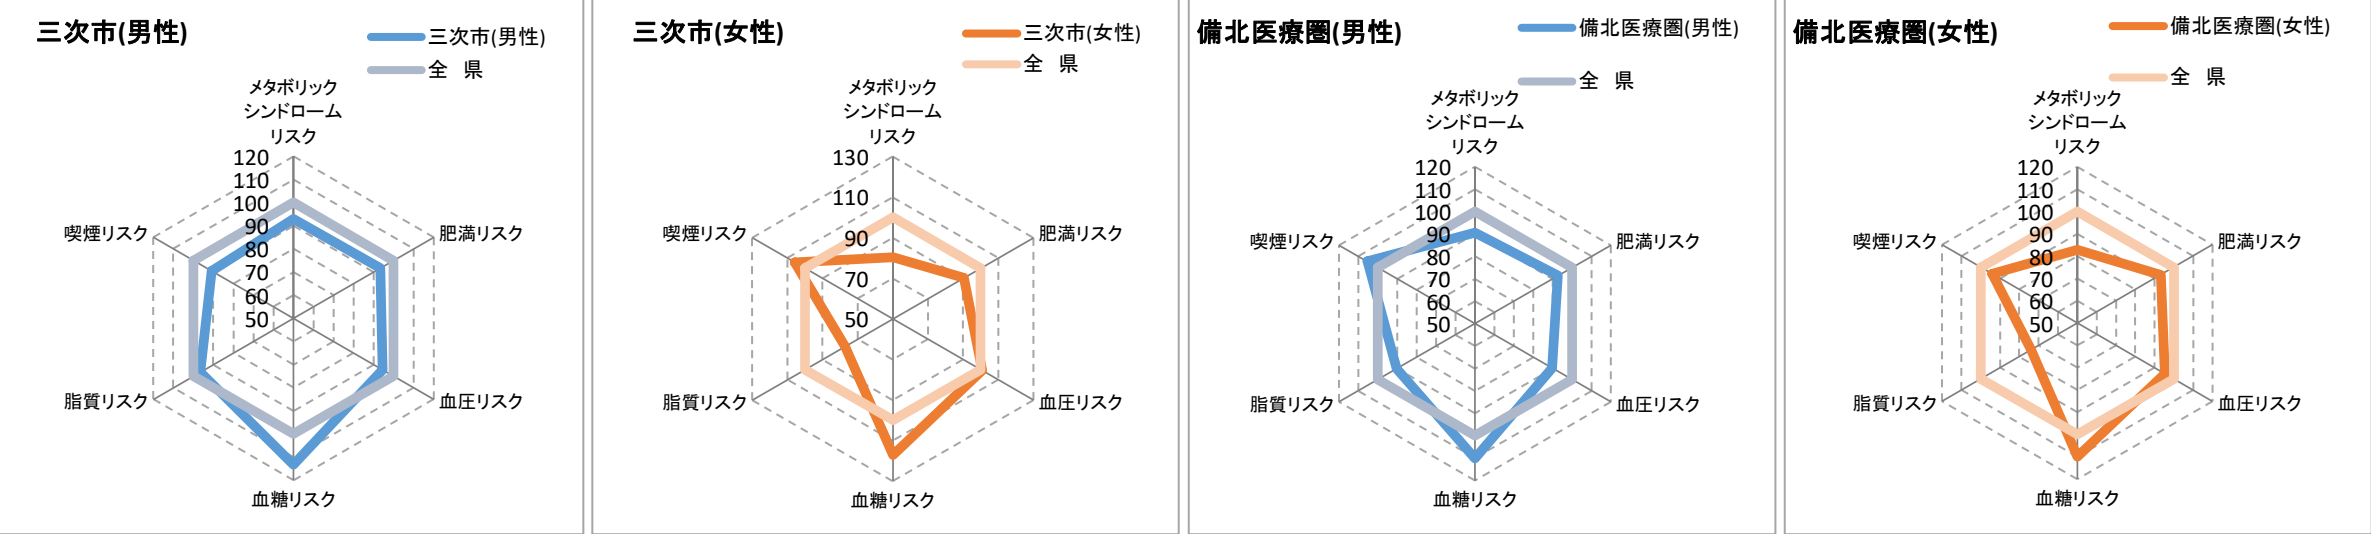 三次市(男性)
三次市(男性)
全 県
メタボリック
シンドローム
リスク
120
110
100
90
80
70
60
50
喫煙リスク
肥満リスク
脂質リスク
血圧リスク
血糖リスク
三次市(女性)
三次市(女性)
全 県
メタボリック
シンドローム
リスク
130
110
90
70
50
喫煙リスク
肥満リスク
脂質リスク
血圧リスク
血糖リスク
備北医療圏(男性)
備北医療圏(男性)
全 県
メタボリック
シンドローム
リスク
120
110
100
90
80
70
60
50
喫煙リスク
肥満リスク
脂質リスク
血圧リスク
血糖リスク
備北医療圏(女性)
備北医療圏(女性)
全 県
メタボリック
シンドローム
リスク
120
110
100
90
80
70
60
50
喫煙リスク
肥満リスク
脂質リスク
血圧リスク
血糖リスク